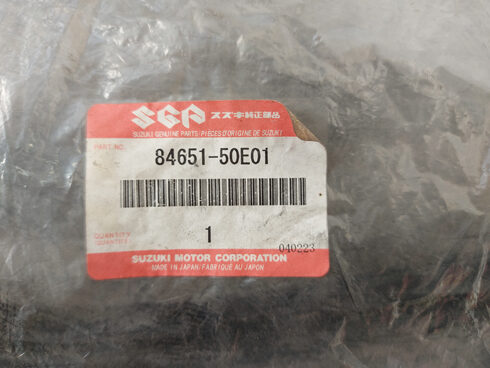 SGP スズキ純正部品
SUZUKI GENUINE PARTS/PIÈCES D'ORIGINE DE SUZUKI
PART NO.
84651-50E01
QUANTITY
(QUANTITÉ)
1
040223
SUZUKI MOTOR CORPORATION
MADE IN JAPAN/FABRIQUÉ AU JAPON